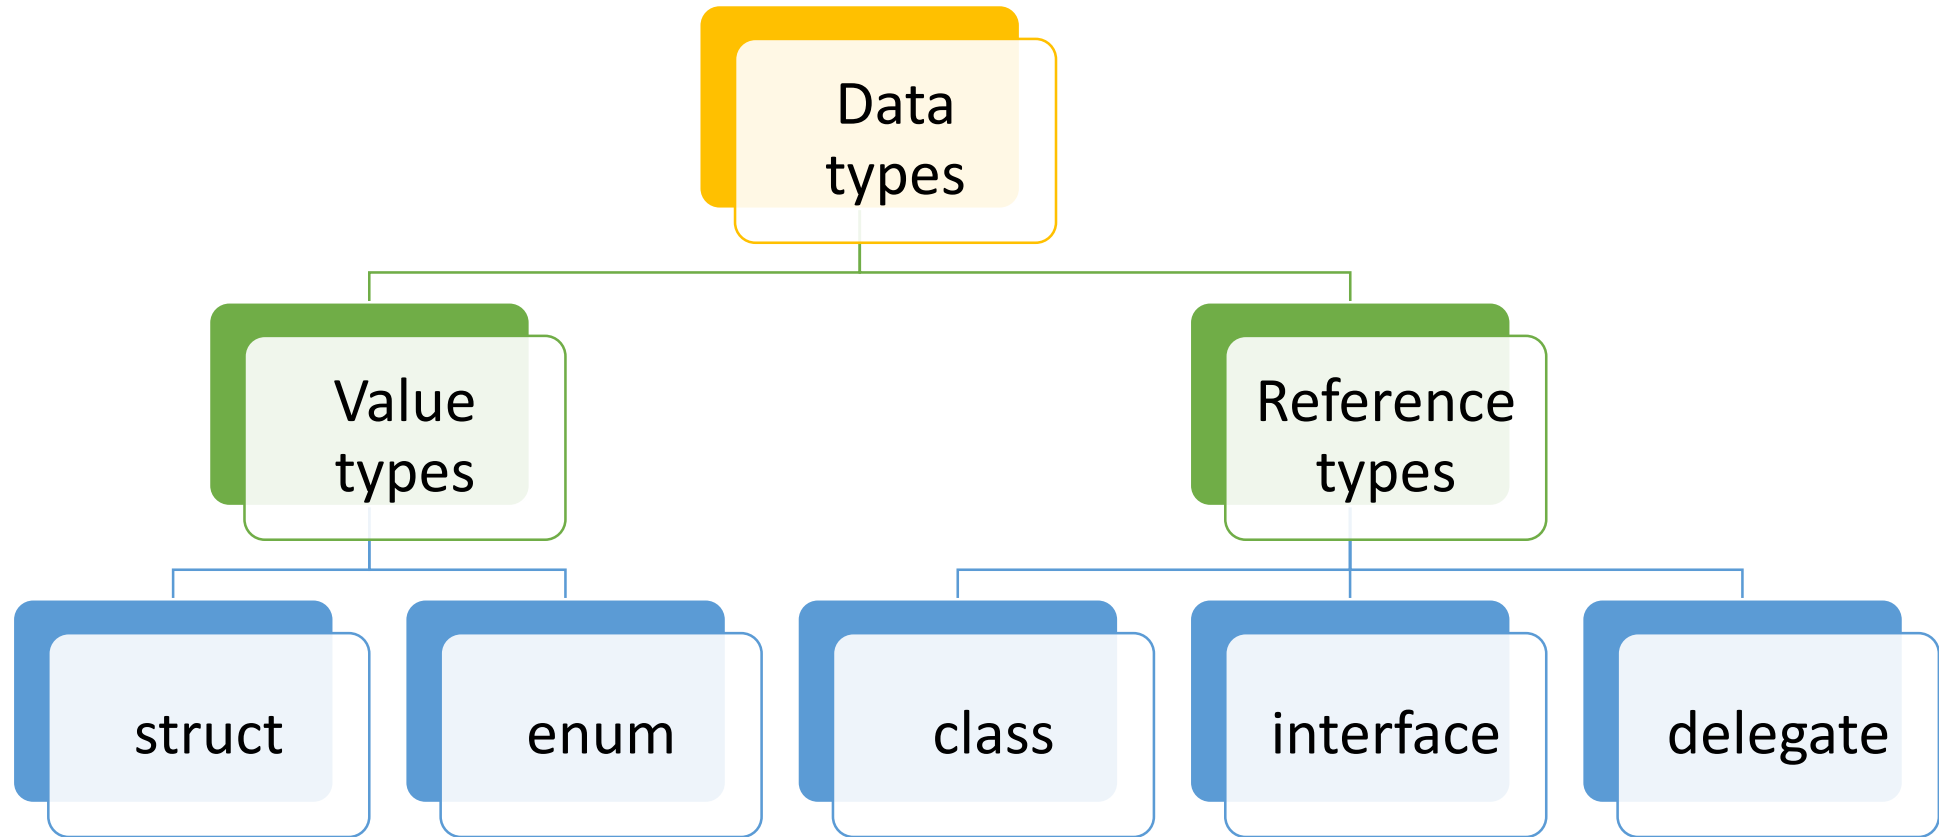 Data
types
Value
types
Reference
types
struct
enum
class
interface
delegate